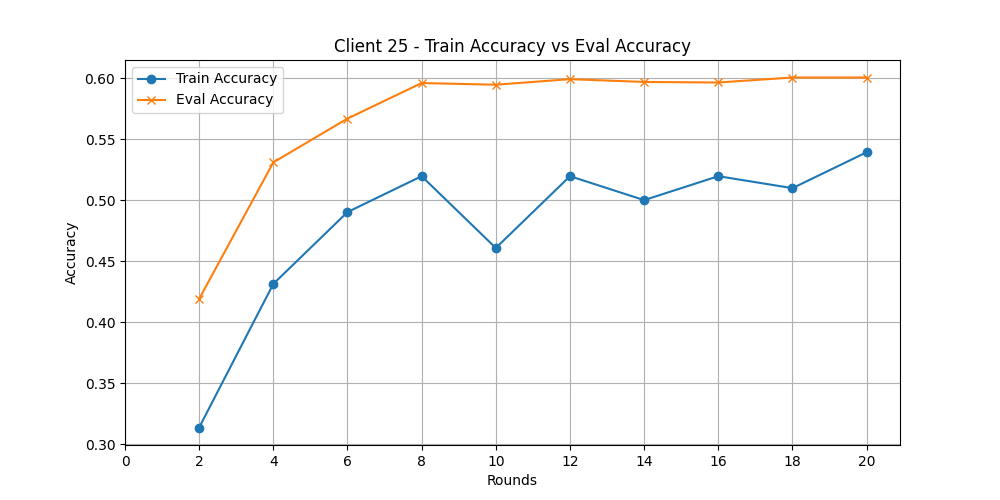 Client 25 - Train Accuracy vs Eval Accuracy
Train Accuracy
Eval Accuracy
0.60
0.55
0.50
0.45
0.40
0.35
0.30
Accuracy
0 2 4 6 8 10 12 14 16 18 20
Rounds